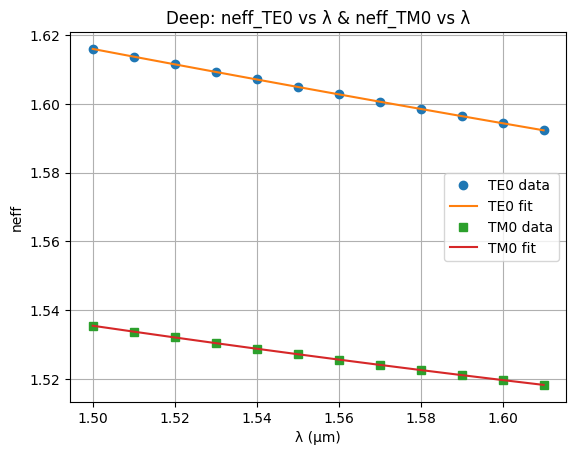 Deep: neff_TE0 vs λ & neff_TM0 vs λ
1.62
1.60
1.58
1.56
1.54
1.52
neff
TE0 data
TE0 fit
TM0 data
TM0 fit
1.50 1.52 1.54 1.56 1.58 1.60
λ (μm)